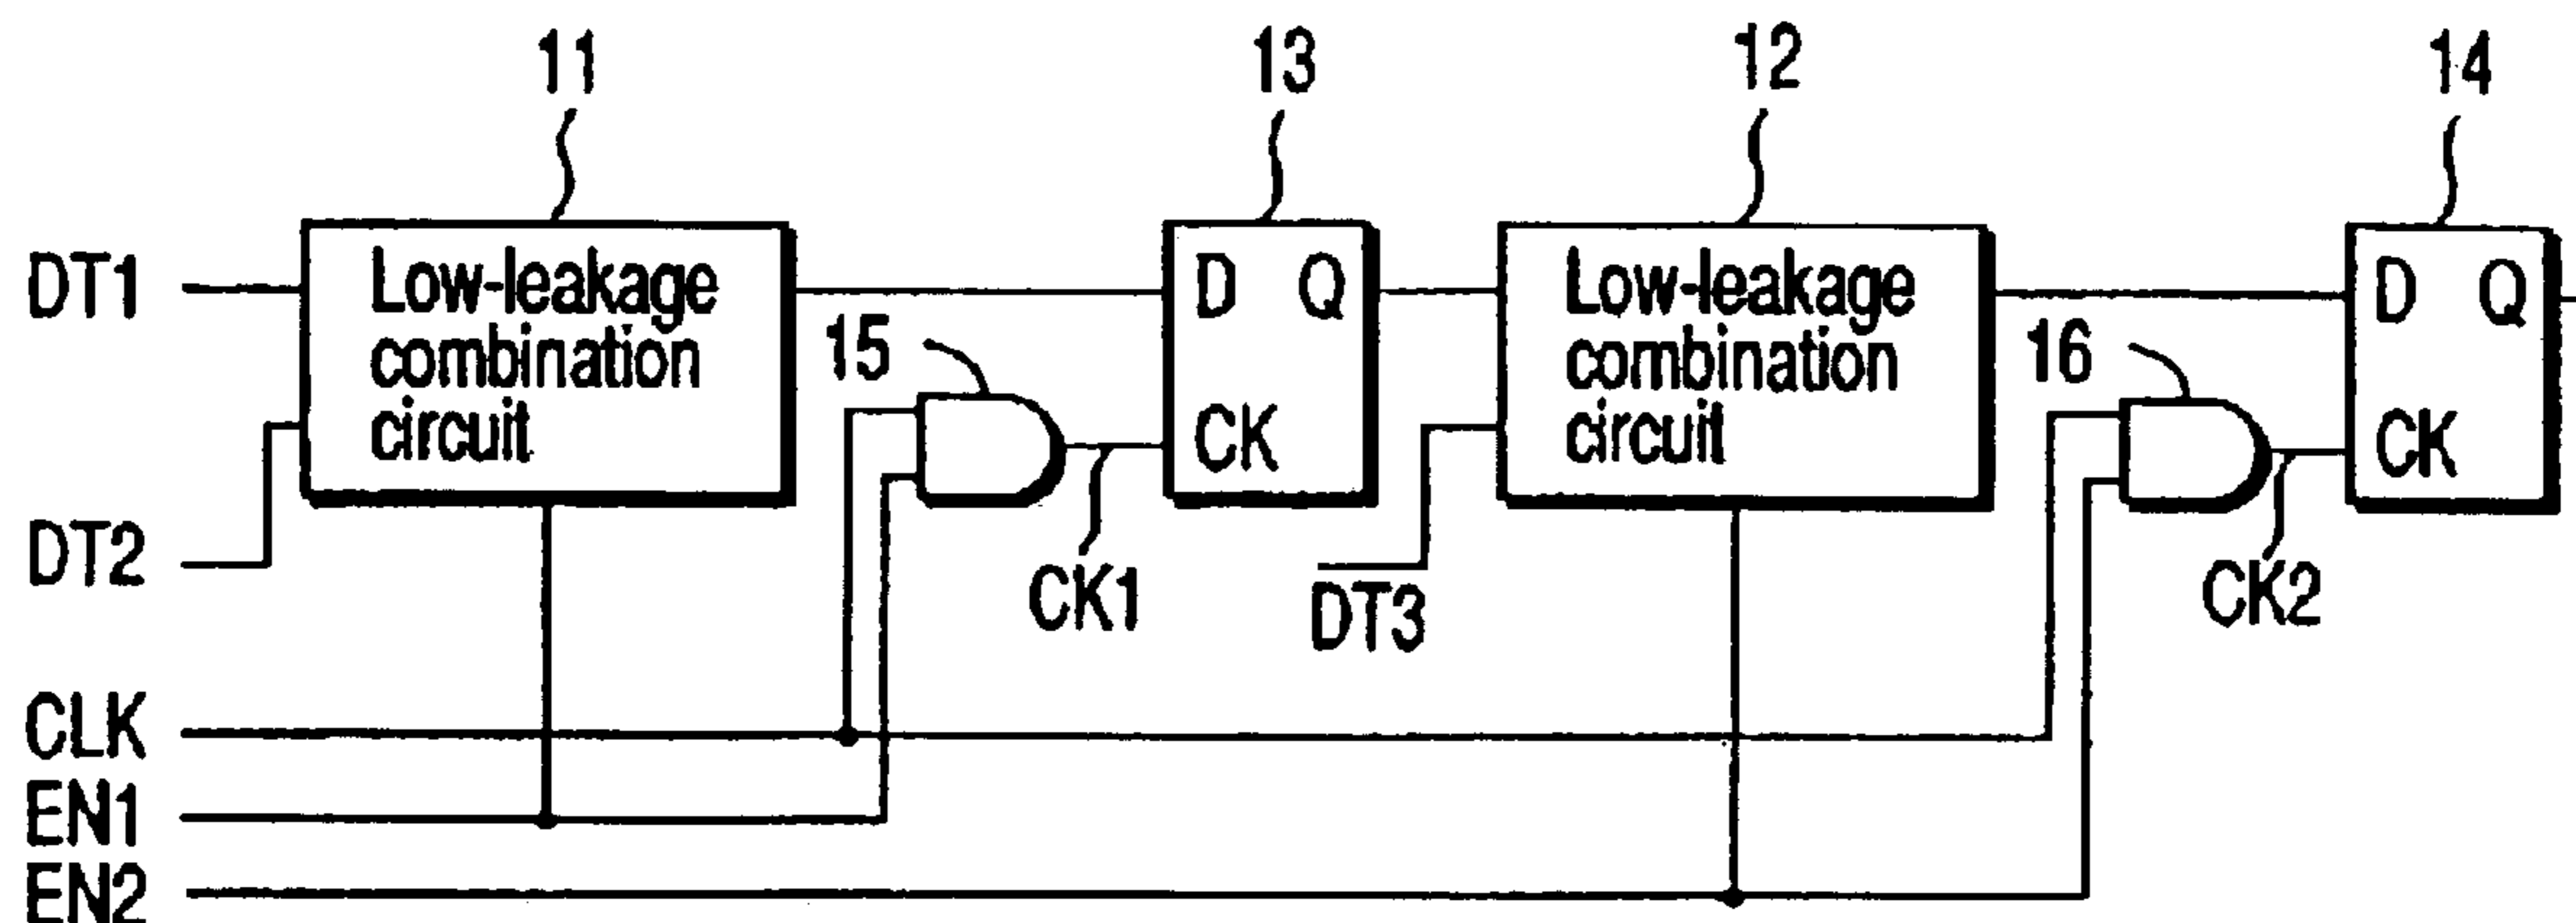 11
13
12
14
DT1
Low-leakage
combination
circuit
15
D Q
CK
Low-leakage
combination
circuit
16
D Q
CK
DT2
CK1
DT3
CK2
CLK
EN1
EN2